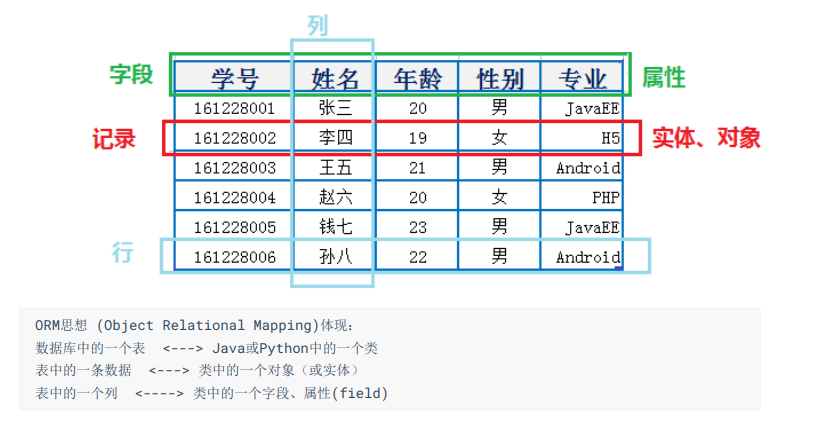 列
字段 学号 姓名 年龄 性别 专业 属性
161228001 张三 20 男 JavaEE
记录 161228002 李四 19 女 H5 实体、对象
161228003 王五 21 男 Android
161228004 赵六 20 女 PHP
161228005 钱七 23 男 JavaEE
行 161228006 孙八 22 男 Android
ORM思想 (Object Relational Mapping)体现:
数据库中的一个表 <---> Java或Python中的一个类
表中的一条数据 <---> 类中的一个对象（或实体）
表中的一个列 <----> 类中的一个字段、属性(field)